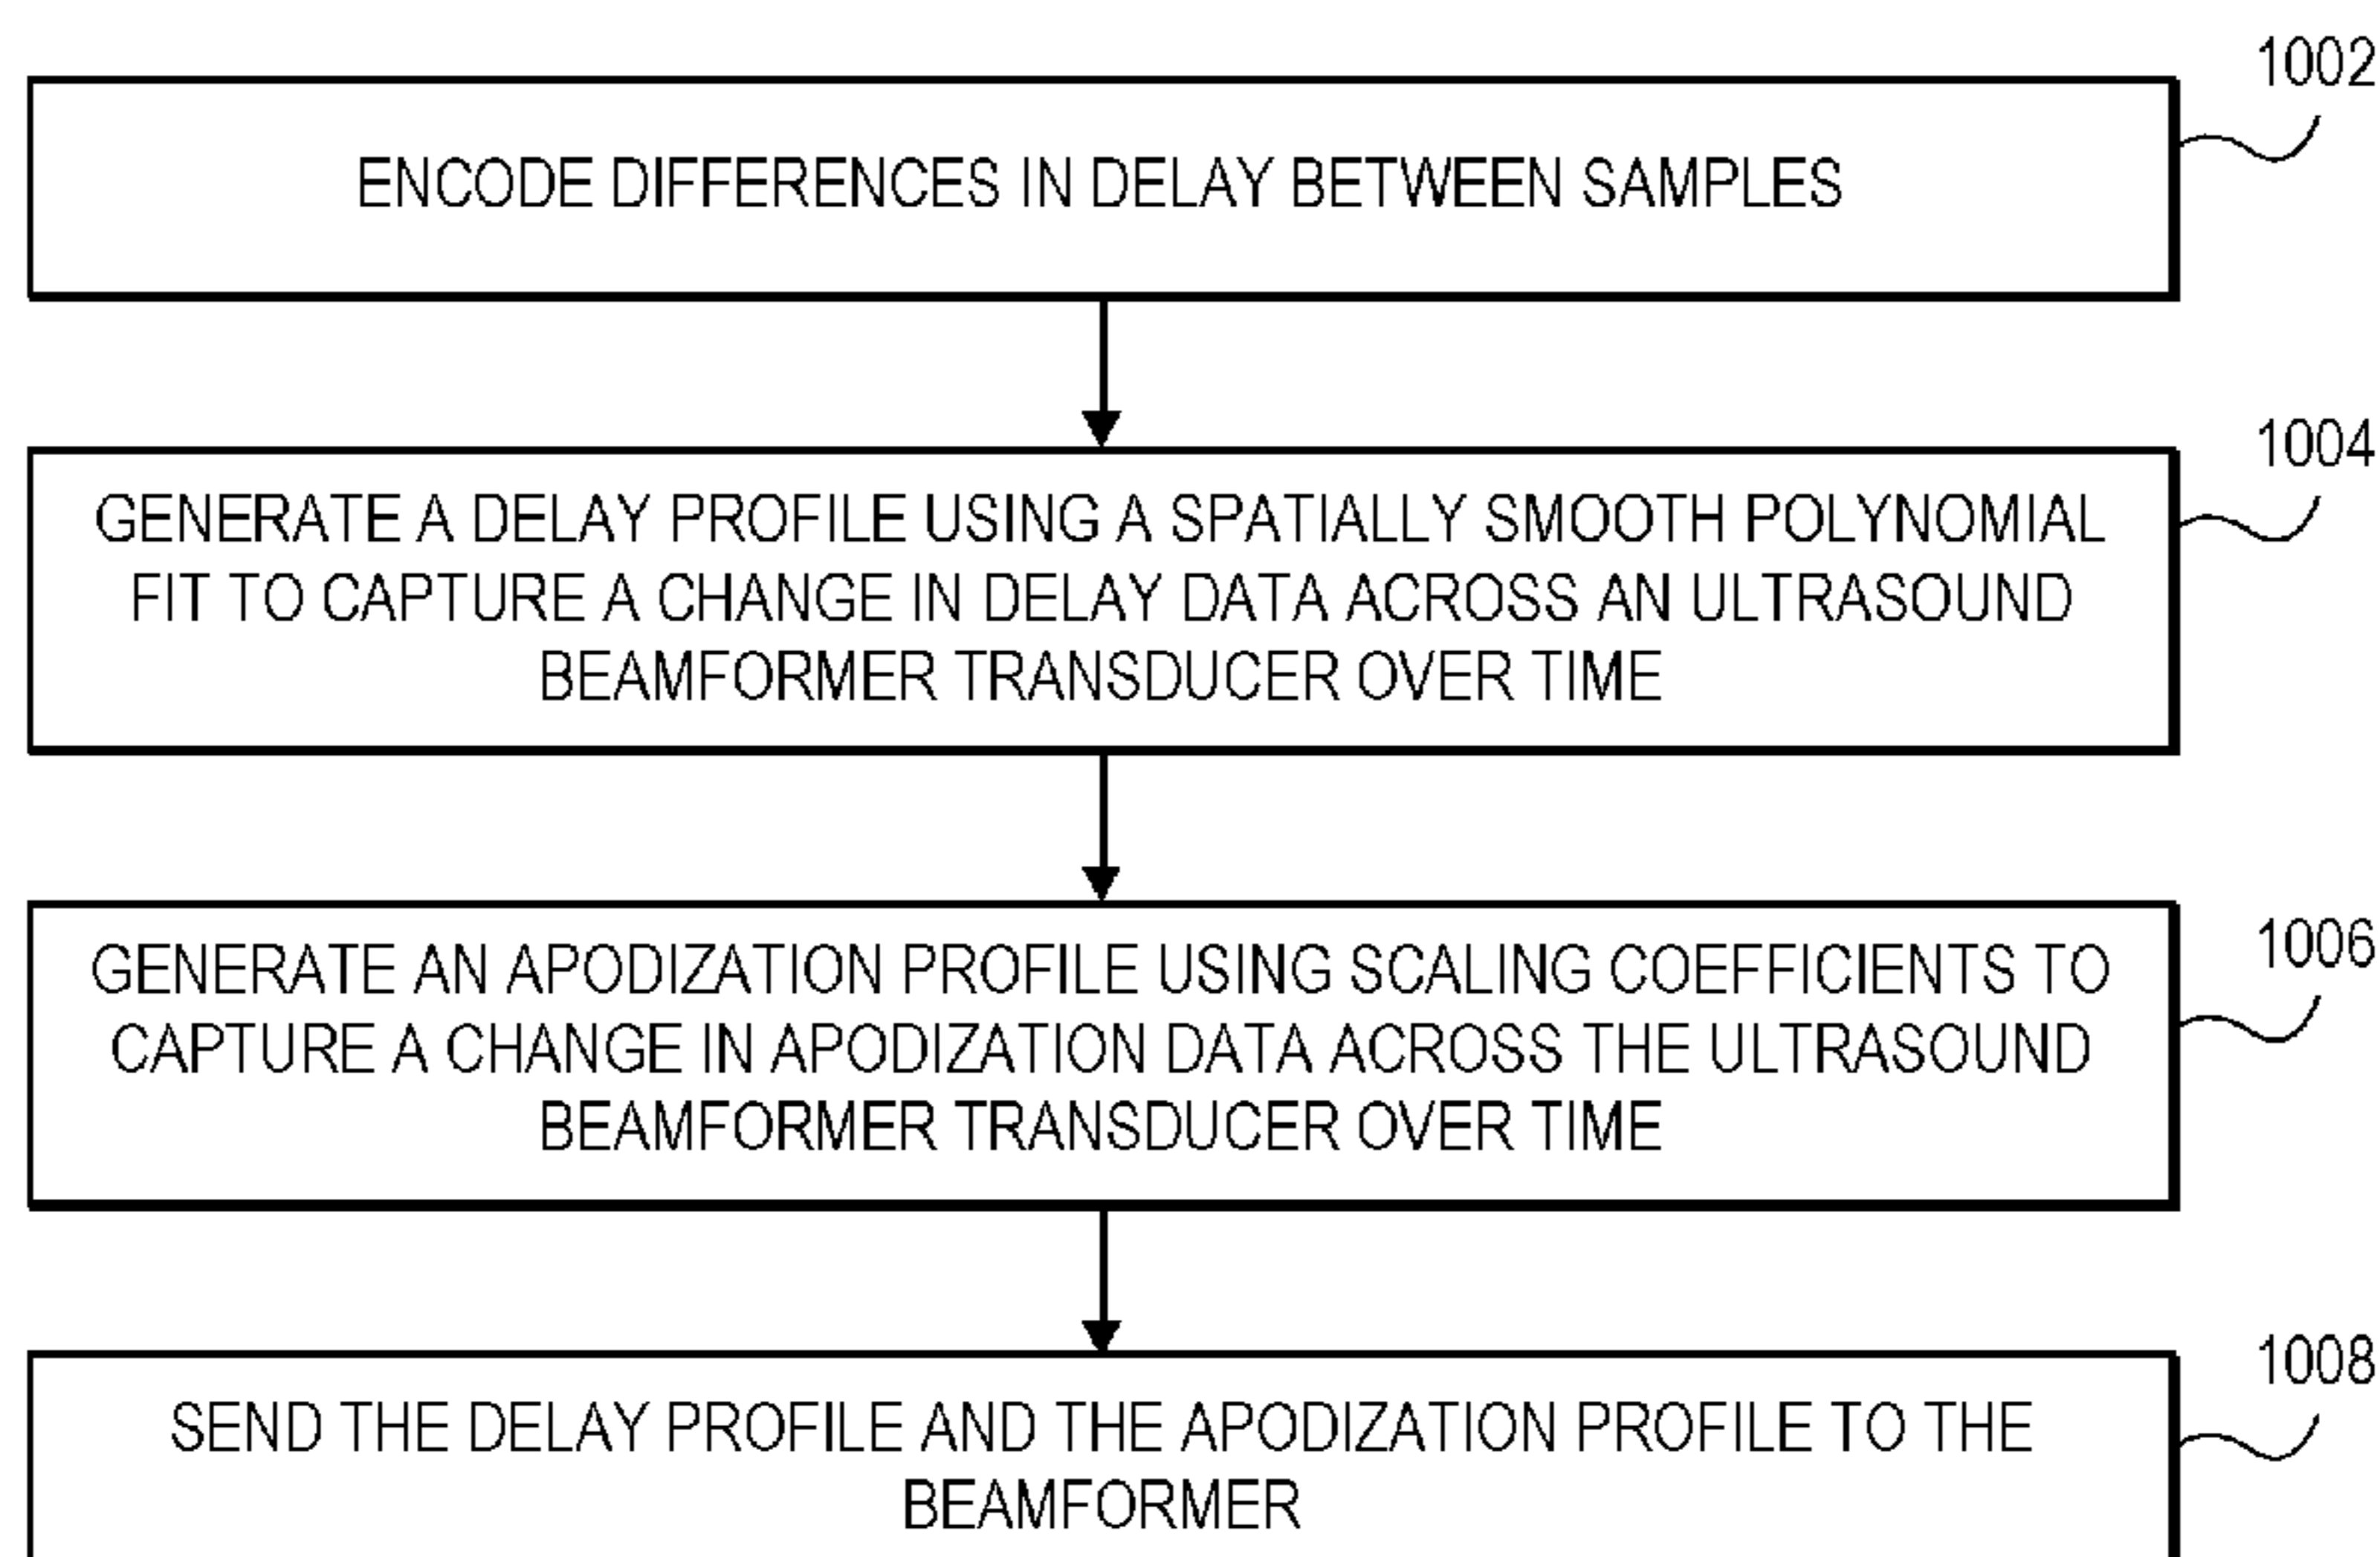 1002
ENCODE DIFFERENCES IN DELAY BETWEEN SAMPLES
1004
GENERATE A DELAY PROFILE USING A SPATIALLY SMOOTH POLYNOMIAL
FIT TO CAPTURE A CHANGE IN DELAY DATA ACROSS AN ULTRASOUND
BEAMFORMER TRANSDUCER OVER TIME
1006
GENERATE AN APODIZATION PROFILE USING SCALING COEFFICIENTS TO
CAPTURE A CHANGE IN APODIZATION DATA ACROSS THE ULTRASOUND
BEAMFORMER TRANSDUCER OVER TIME
1008
SEND THE DELAY PROFILE AND THE APODIZATION PROFILE TO THE
BEAMFORMER